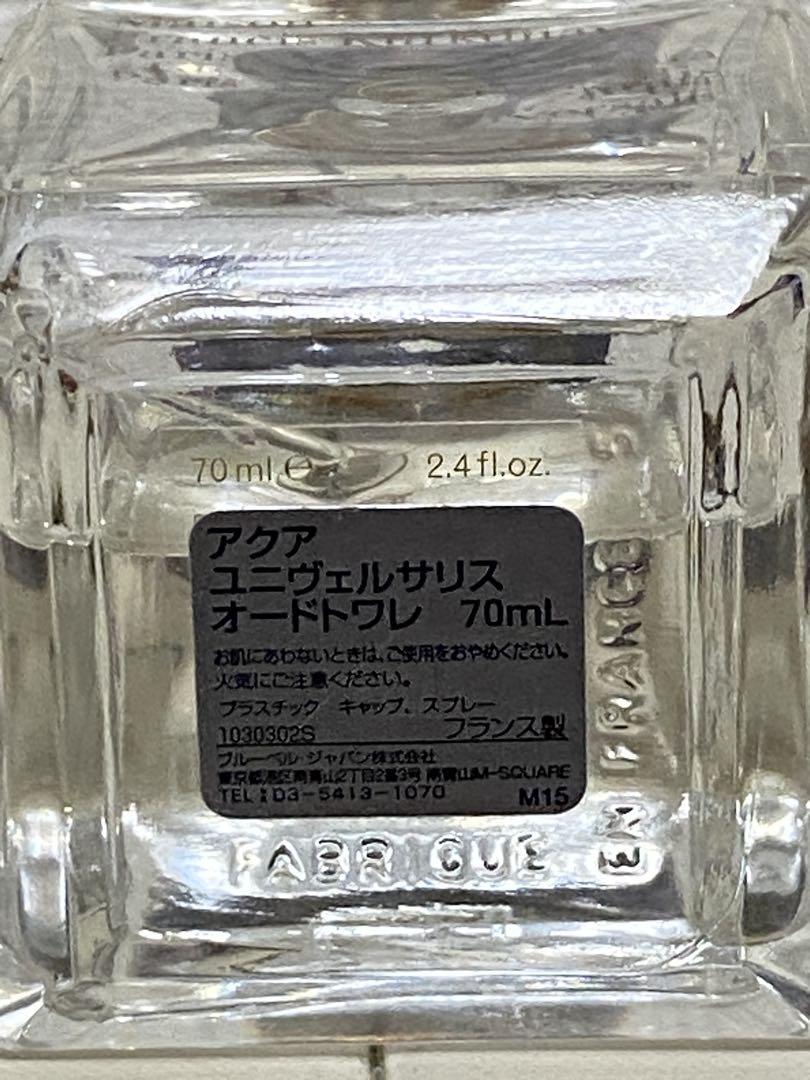 70ml ℮ 2.4fl.oz.
アクア
ユニヴェルサリス
オードトワレ 70mL
お肌にあわないときは、ご使用をおやめください。
火気にご注意ください。
プラスチック キャップ、スプレー
1030302S フランス製
ブルーベル・ジャパン株式会社
東京都港区南青山2丁目2番3号 南青山M-SQUARE
TEL:03-5413-1070 M15
FABRIQUE
EN FRANCE